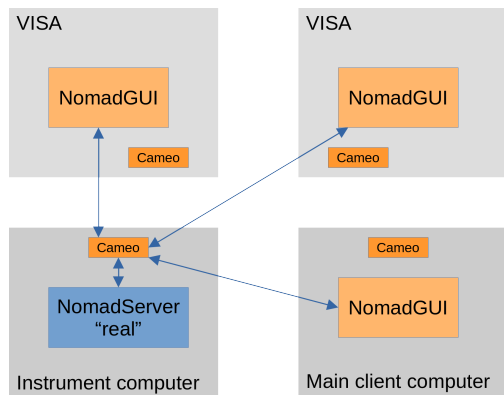 VISA
NomadGUI
Cameo
VISA
NomadGUI
Cameo
Cameo
NomadServer
“real”
Instrument computer
Cameo
NomadGUI
Main client computer